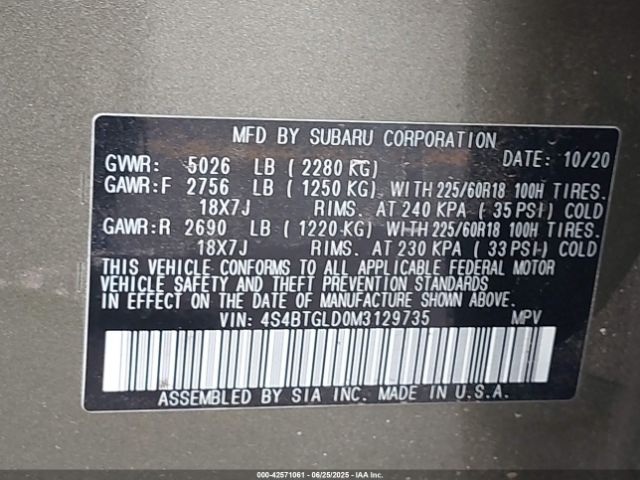 MFD BY SUBARU CORPORATION
GVWR: 5026 LB ( 2280 KG) DATE: 10/20
GAWR:F 2756 LB ( 1250 KG) WITH 225/60R18 100H TIRES.
18X7J RIMS. AT 240 KPA ( 35 PSI) COLD
GAWR:R 2690 LB ( 1220 KG) WITH 225/60R18 100H TIRES.
18X7J RIMS. AT 230 KPA ( 33 PSI) COLD
THIS VEHICLE CONFORMS TO ALL APPLICABLE FEDERAL MOTOR
VEHICLE SAFETY AND THEFT PREVENTION STANDARDS
IN EFFECT ON THE DATE OF MANUFACTURE SHOWN ABOVE.
VIN: 4S4BTGLD0M3129735 MPV
ASSEMBLED BY SIA INC. MADE IN U.S.A.
000-42571061 06/25/2025 IAAI.com